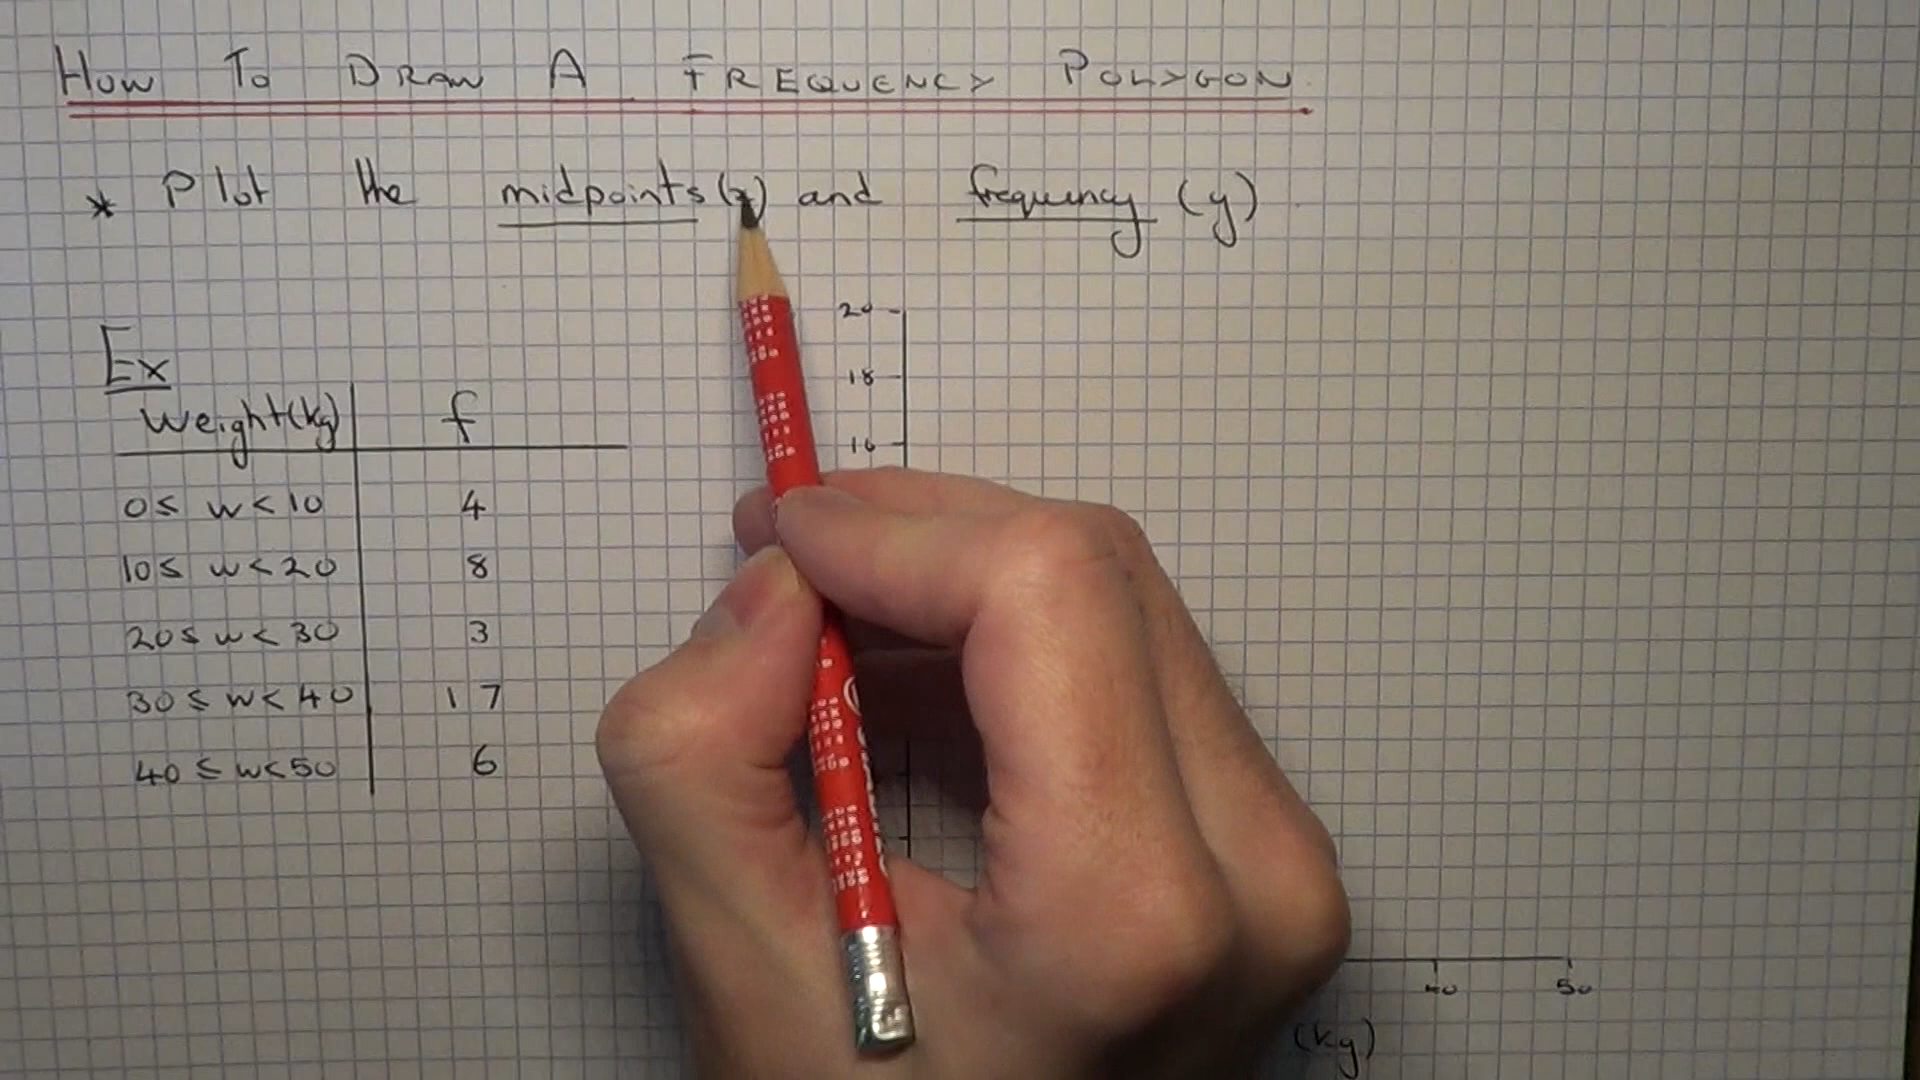 How To Draw A Frequency Polygon.
* Plot the midpoints (x) and frequency (y)
Ex
Weight(kg) f
0 ≤ w < 10 4
10 ≤ w < 20 8
20 ≤ w < 30 3
30 ≤ w < 40 17
40 ≤ w < 50 6
20
18
16
40 50
(kg)